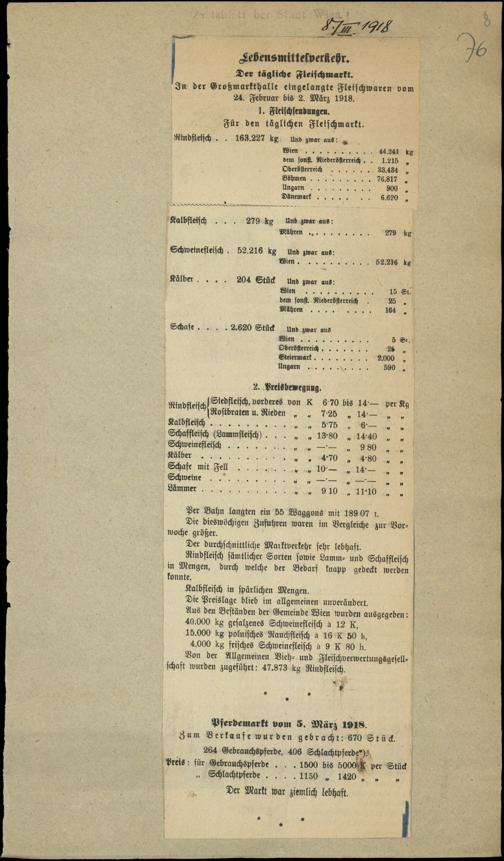 8./III. 1918
8
76
Lebensmittelverkehr.
Der tägliche Fleischmarkt.
In der Großmarkthalle eingelangte Fleischwaren vom
24. Februar bis 2. März 1918.
1. Fleischsendungen.
Für den täglichen Fleischmarkt.
Rindfleisch . . 163.227 kg Und zwar aus:
Wien . . . . . . . . . 44.241 kg
dem sonst. Niederösterreich . . 1.215 „
Oberösterreich . . . . . . 33,434 „
Böhmen . . . . . . . . 76,817 „
Ungarn . . . . . . . . 900 „
Dänemark . . . . . . . 6.620 „
Kalbfleisch . . . 279 kg Und zwar aus:
Mähren . . . . . . . . 279 kg
Schweinefleisch . 52.216 kg Und zwar aus:
Wien . . . . . . . . . 52.216 kg
Kälber . . . . 204 Stück Und zwar aus:
Wien . . . . . . . . . 15 St.
dem sonst. Niederösterreich . 25 „
Mähren . . . . . . . . 164 „
Schafe . . . . 2.620 Stück Und zwar aus
Wien . . . . . . . . . 5 St.
Oberösterreich . . . . . . 25 „
Steiermark . . . . . . . 2.000 „
Ungarn . . . . . . . . 590 „
2. Preisbewegung.
Rindfleisch { Siedfleisch, vorderes von K 6·70 bis 14·— per Kg
Rostbraten u. Rieden „ „ 7·25 „ 14·— „ „
Kalbfleisch . . . . . . . . „ „ 5·75 „ 6·— „ „
Schaffleisch (Lammfleisch) . . . „ „ 13·80 „ 14·40 „ „
Schweinefleisch . . . . . . . „ „ —·— „ 9 80 „ „
Kälber . . . . . . . . . . „ „ 4·70 „ 4·80 „ „
Schafe mit Fell . . . . . . . „ „ 10·— „ 14·— „ „
Schweine . . . . . . . . . „ „ —·— „ —·— „ „
Lämmer . . . . . . . . . . „ „ 9 10 „ 11·10 „ „
Per Bahn langten ein 55 Waggons mit 189 07 t.
Die dieswöchigen Zufuhren waren im Vergleiche zur Vor-
woche größer.
Der durchschnittliche Marktverkehr sehr lebhaft.
Rindfleisch sämtlicher Sorten sowie Lamm- und Schaffleisch
in Mengen, durch welche der Bedarf knapp gedeckt werden
konnte.
Kalbfleisch in spärlichen Mengen.
Die Preislage blieb im allgemeinen unverändert.
Aus den Beständen der Gemeinde Wien wurden ausgegeben:
40.000 kg gesalzenes Schweinefleisch à 12 K,
15.000 kg polnisches Rauchfleisch à 16 K 50 h,
4,000 kg frisches Schweinefleisch à 9 K 80 h.
Von der Allgemeinen Vieh- und Fleischverwertungsgesell-
schaft wurden zugeführt: 47.873 kg Rindfleisch.
* * *
Pferdemarkt vom 5. März 1918.
Zum Verkaufe wurden gebracht: 670 Stück.
264 Gebrauchspferde, 406 Schlachtpferde*).
Preis: für Gebrauchspferde . . . 1500 bis 5000 K per Stück
„ Schlachtpferde . . . . 1150 „ 1420 „ „ „
Der Markt war ziemlich lebhaft.
* * *